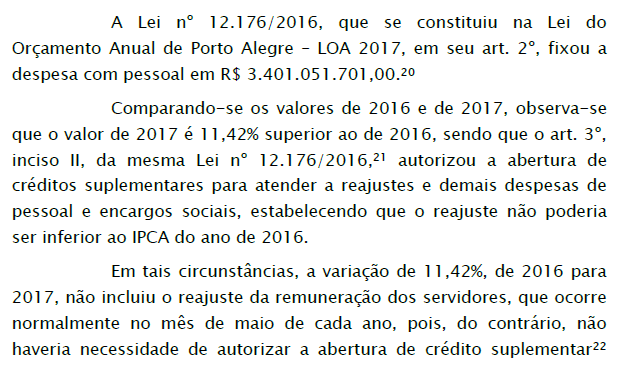 A Lei nº 12.176/2016, que se constituiu na Lei do
Orçamento Anual de Porto Alegre – LOA 2017, em seu art. 2º, fixou a
despesa com pessoal em R$ 3.401.051.701,00.²⁰
Comparando-se os valores de 2016 e de 2017, observa-se
que o valor de 2017 é 11,42% superior ao de 2016, sendo que o art. 3º,
inciso II, da mesma Lei nº 12.176/2016,²¹ autorizou a abertura de
créditos suplementares para atender a reajustes e demais despesas de
pessoal e encargos sociais, estabelecendo que o reajuste não poderia
ser inferior ao IPCA do ano de 2016.
Em tais circunstâncias, a variação de 11,42%, de 2016 para
2017, não incluiu o reajuste da remuneração dos servidores, que ocorre
normalmente no mês de maio de cada ano, pois, do contrário, não
haveria necessidade de autorizar a abertura de crédito suplementar²²